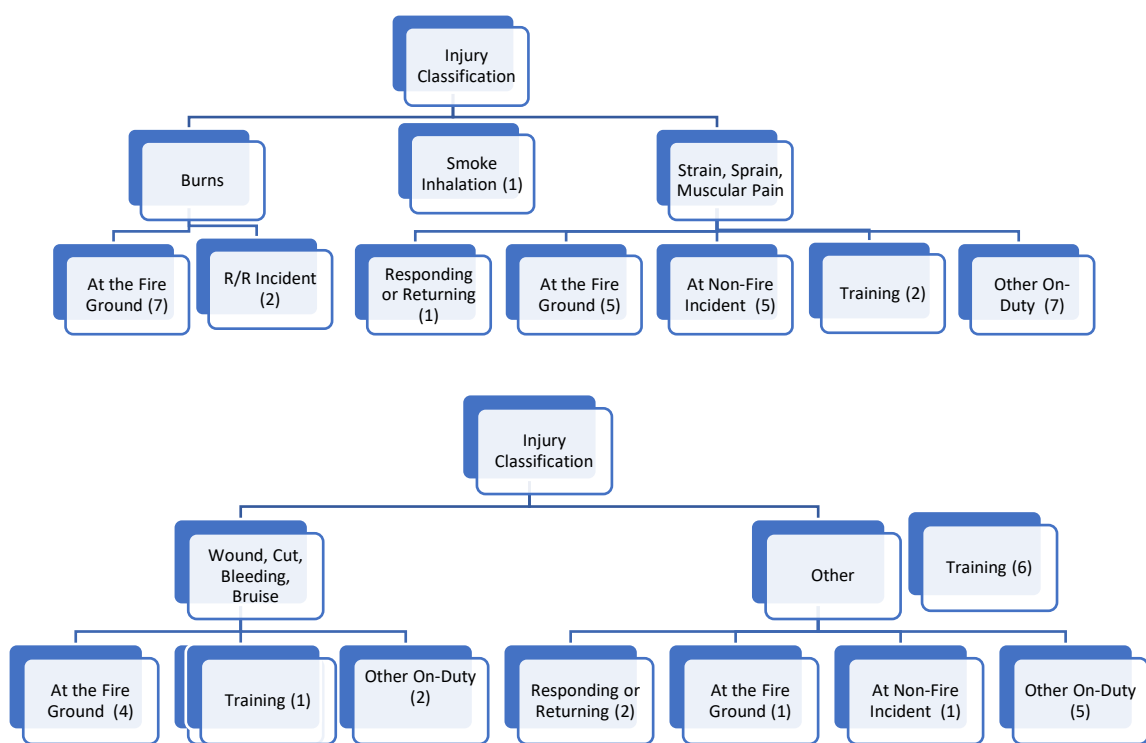 Injury
Classification
Burns
Smoke
Inhalation (1)
Strain, Sprain,
Muscular Pain
At the Fire
Ground (7)
R/R Incident
(2)
Responding
or Returning
(1)
At the Fire
Ground (5)
At Non-Fire
Incident (5)
Training (2)
Other On-
Duty (7)
Injury
Classification
Wound, Cut,
Bleeding,
Bruise
Other
Training (6)
At the Fire
Ground (4)
Training (1)
Other On-Duty
(2)
Responding or
Returning (2)
At the Fire
Ground (1)
At Non-Fire
Incident (1)
Other On-Duty
(5)